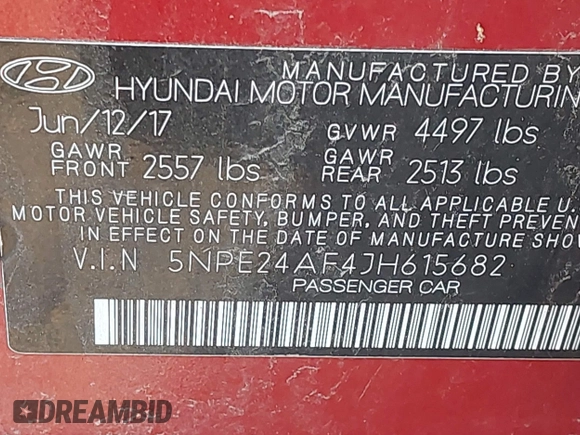 MANUFACTURED BY
HYUNDAI MOTOR MANUFACTURIN
Jun/12/17
GVWR 4497 lbs
GAWR FRONT 2557 lbs
GAWR REAR 2513 lbs
THIS VEHICLE CONFORMS TO ALL APPLICABLE U.
MOTOR VEHICLE SAFETY, BUMPER, AND THEFT PREVEN
IN EFFECT ON THE DATE OF MANUFACTURE SHOW
V.I.N 5NPE24AF4JH615682
PASSENGER CAR
DREAMBID